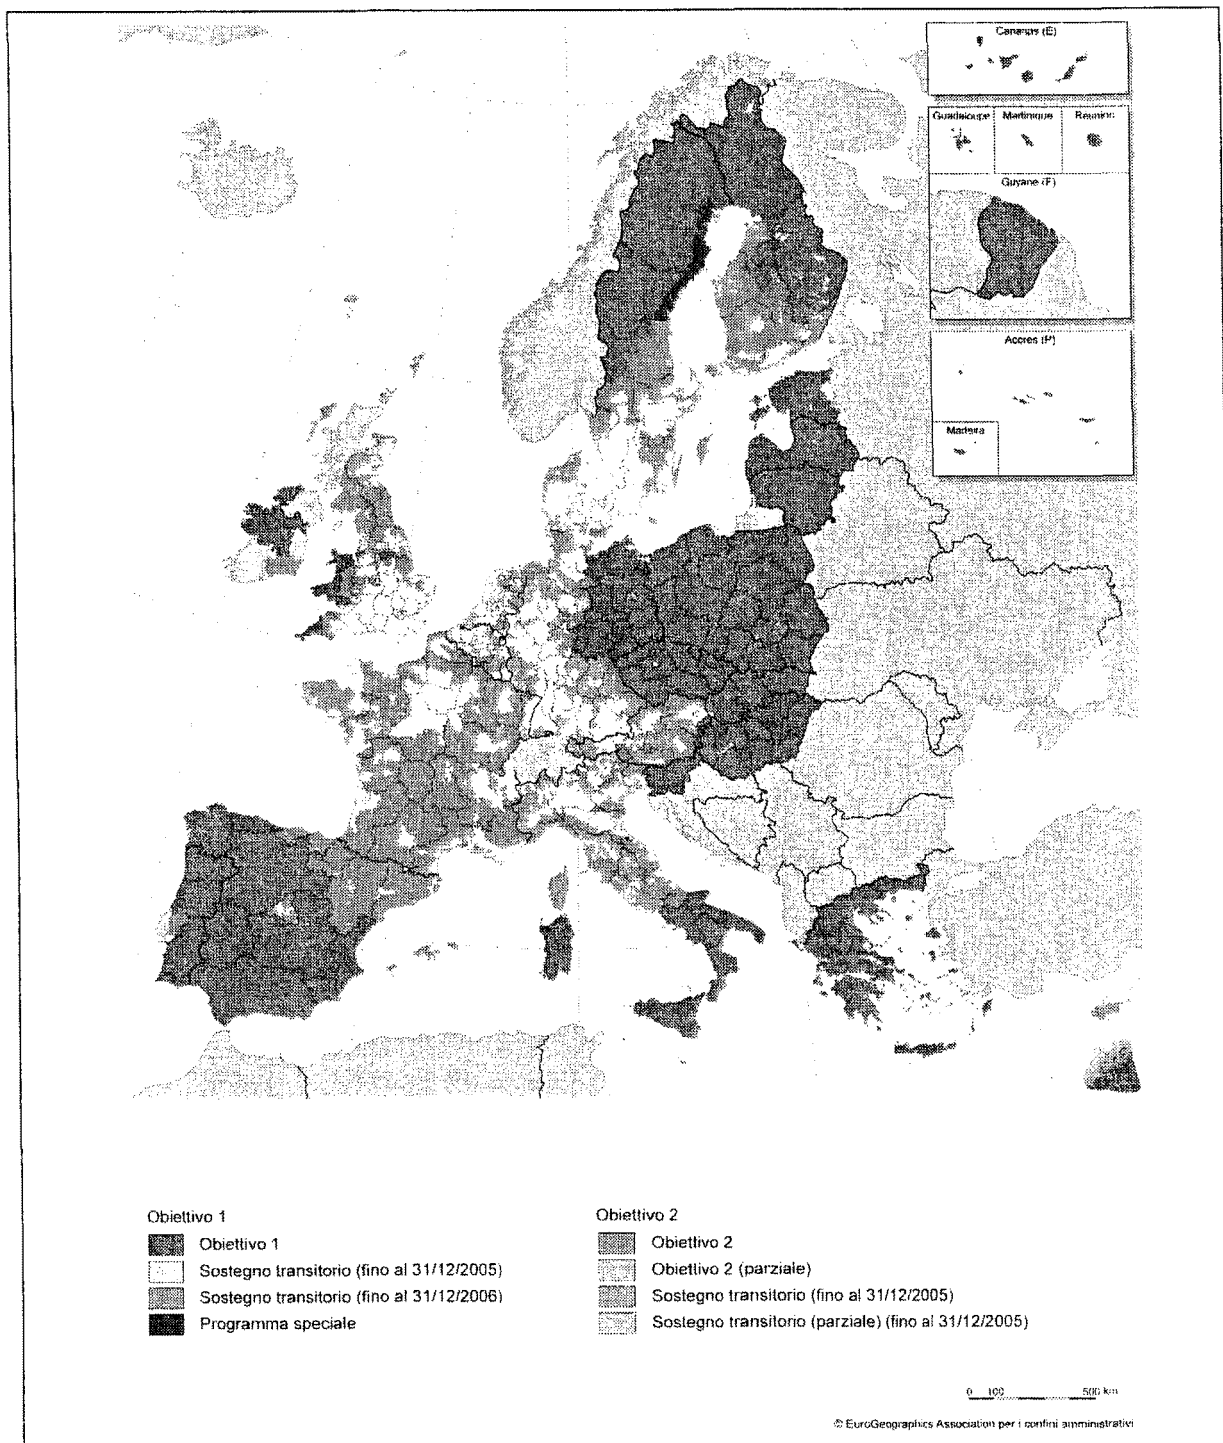 Canarias (E)
Guadeloupe
Martinique
Réunion
Guyane (F)
Açores (P)
Madeira
Obiettivo 1
Obiettivo 1
Sostegno transitorio (fino al 31/12/2005)
Sostegno transitorio (fino al 31/12/2006)
Programma speciale
Obiettivo 2
Obiettivo 2
Obiettivo 2 (parziale)
Sostegno transitorio (fino al 31/12/2005)
Sostegno transitorio (parziale) (fino al 31/12/2005)
0 100 500 km
© EuroGeographics Association per i confini amministrativi